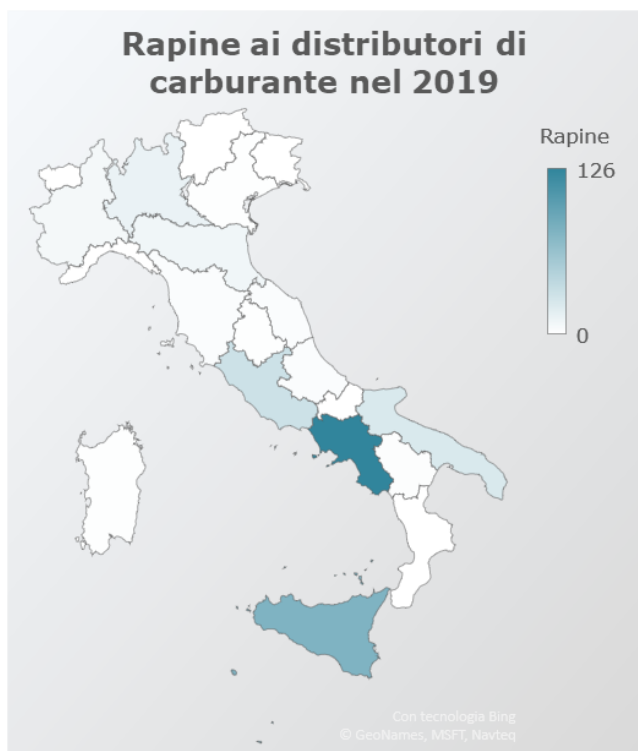 Rapine ai distributori di
carburante nel 2019
Rapine
126
0
Con tecnologia Bing
© GeoNames, MSFT, Navteq